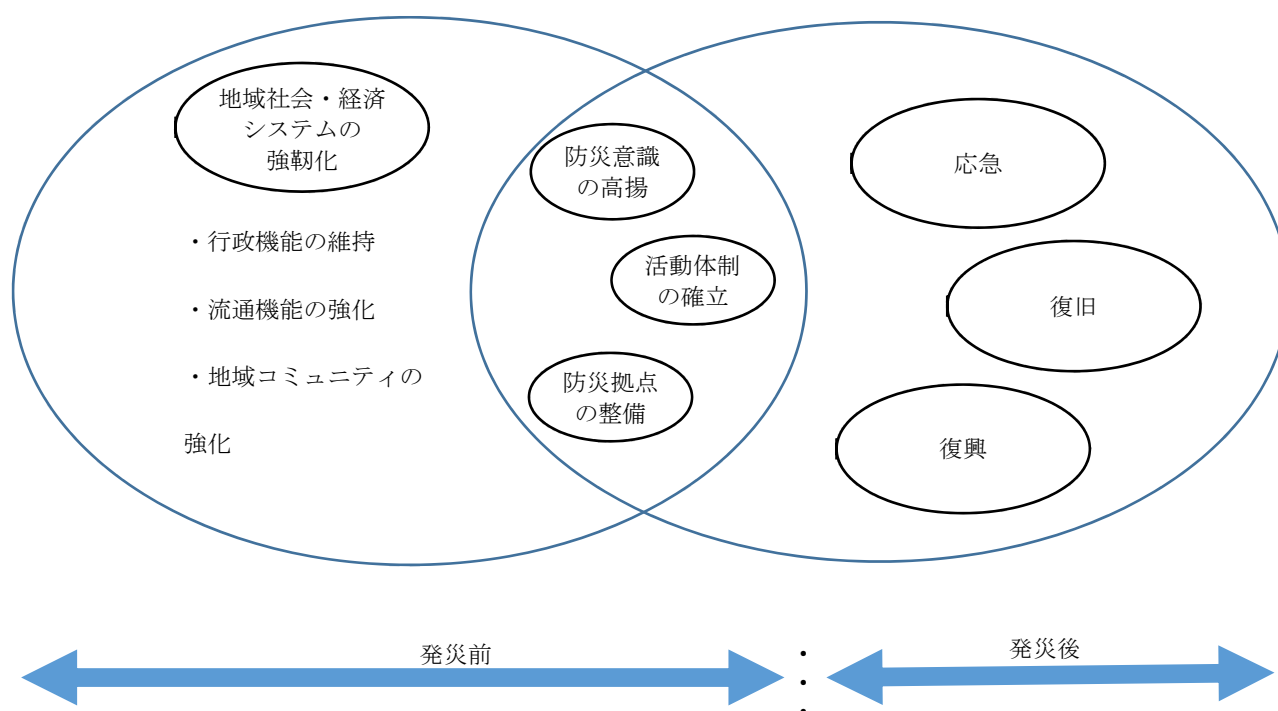 地域社会・経済
システムの
強靭化
・行政機能の維持
・流通機能の強化
・地域コミュニティの
強化
防災意識
の高揚
活動体制
の確立
防災拠点
の整備
応急
復旧
復興
発災前
発災後